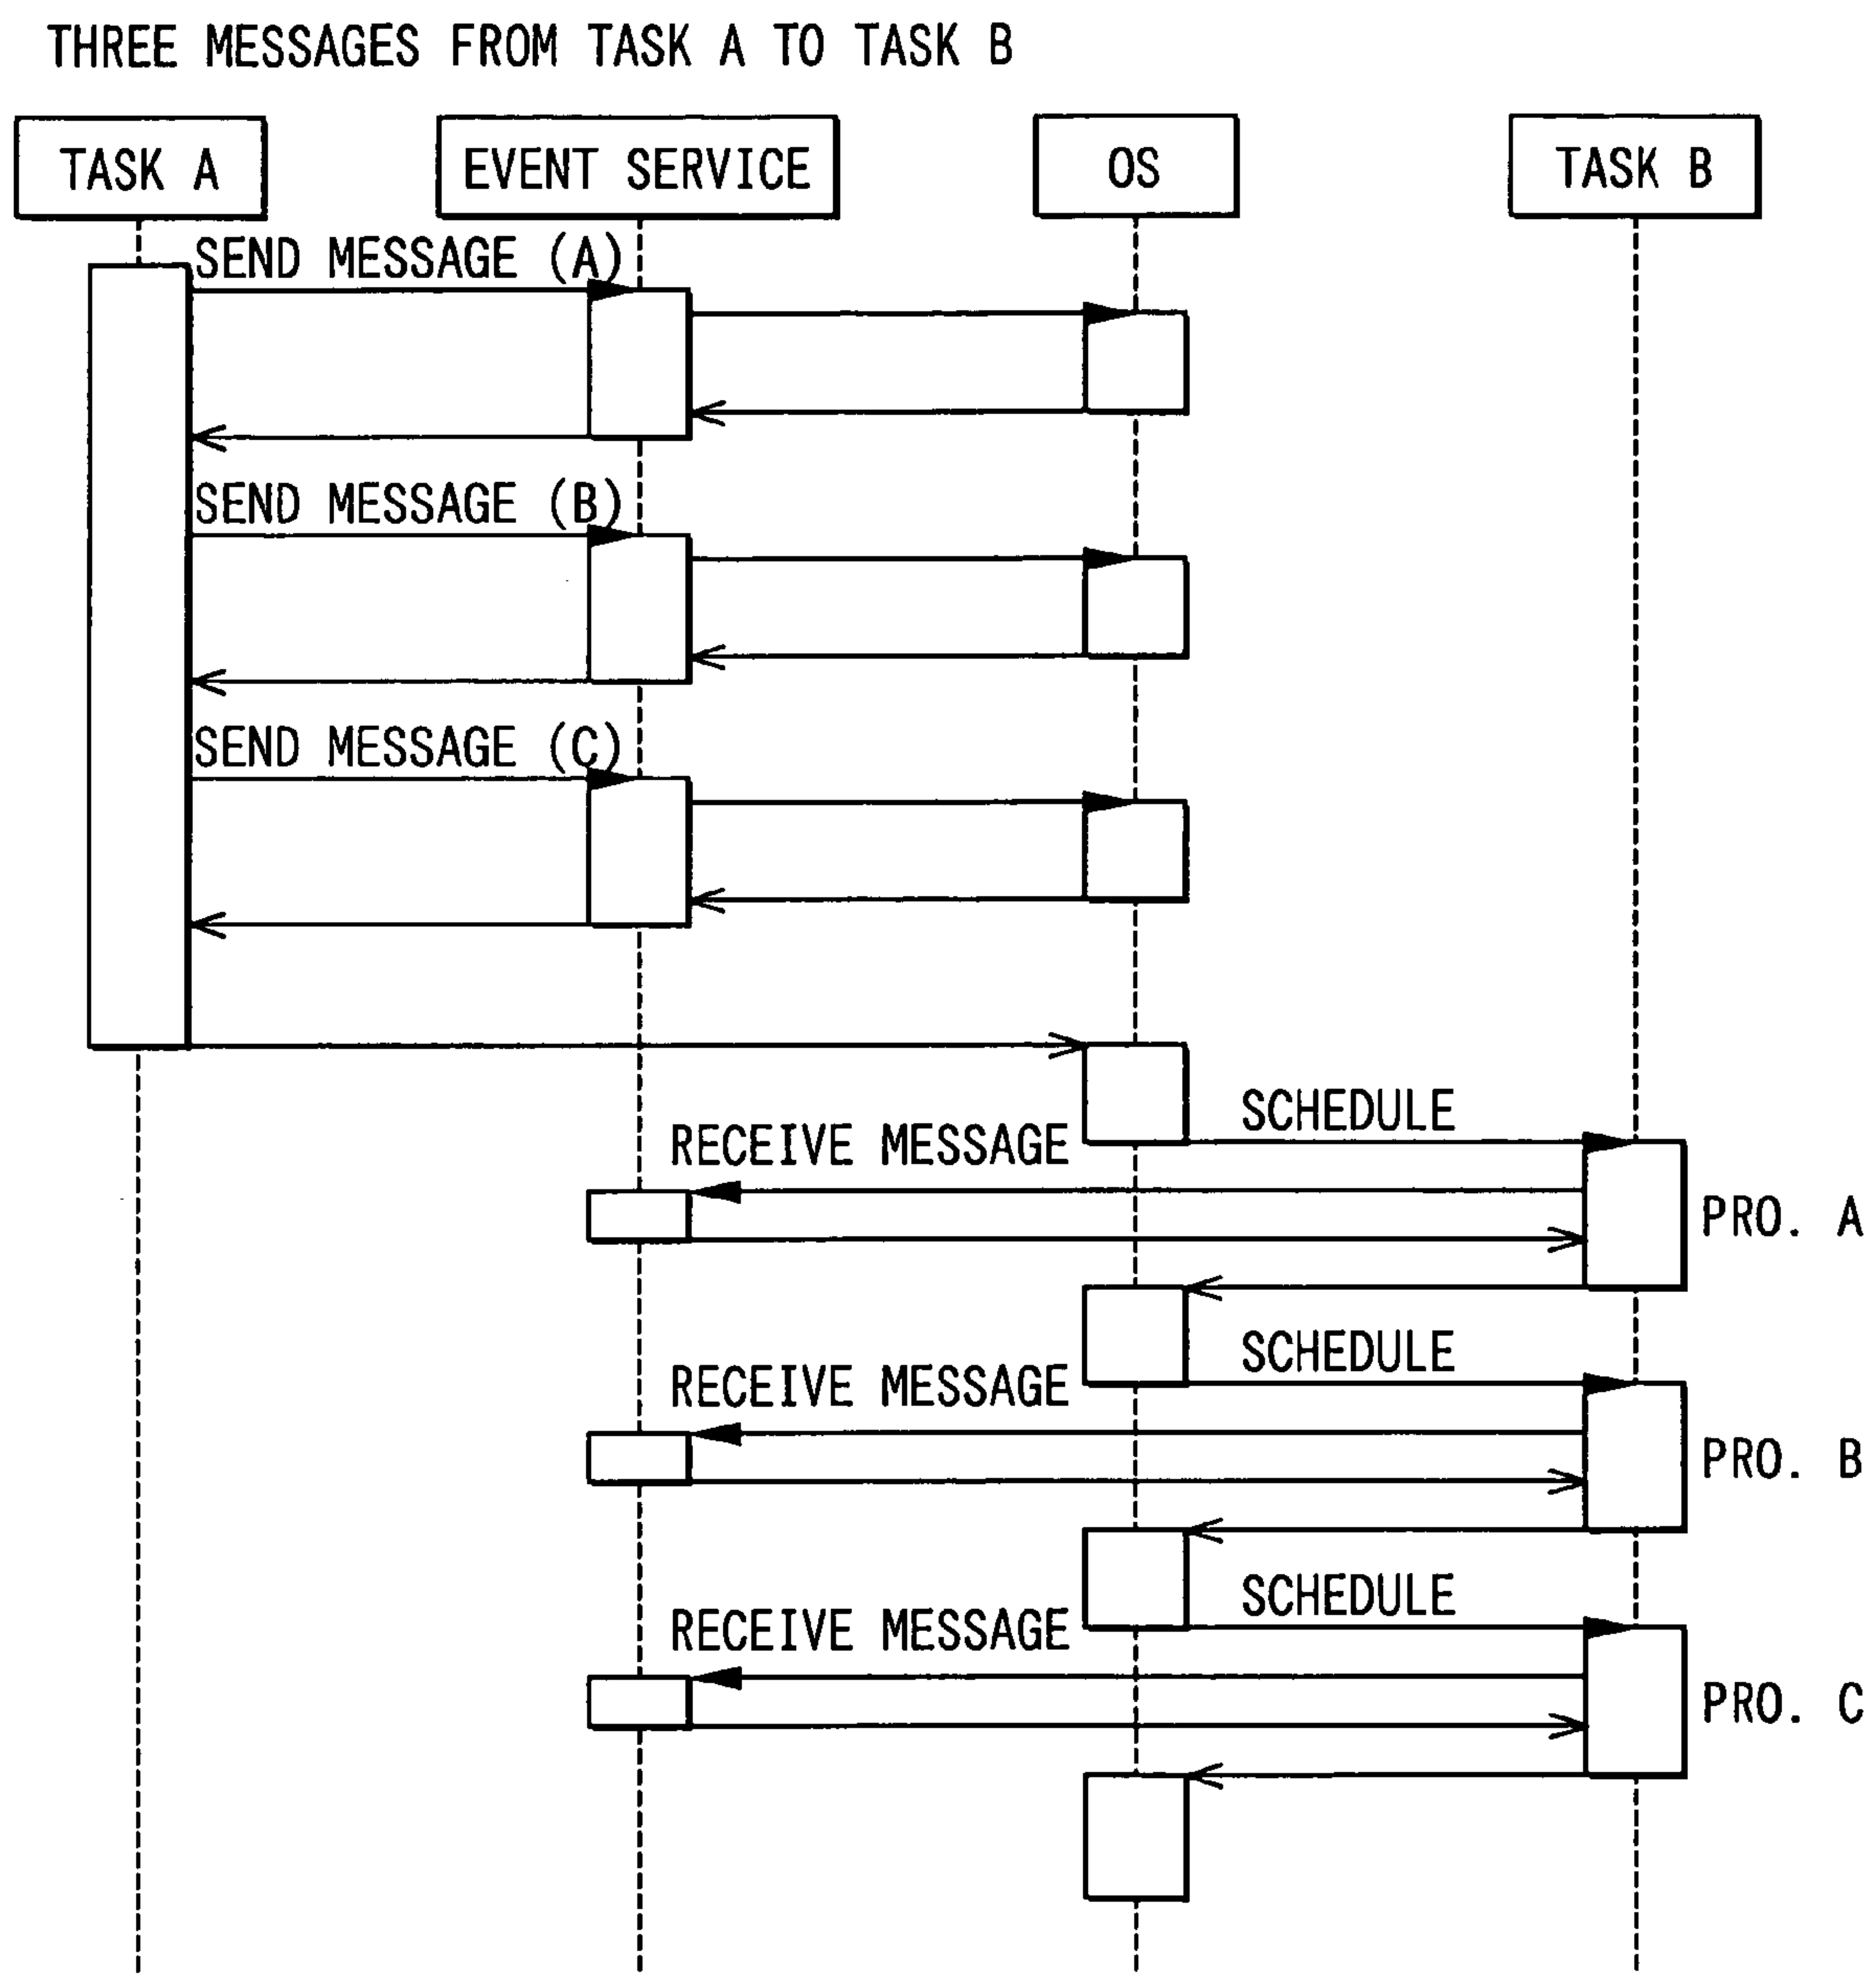 THREE MESSAGES FROM TASK A TO TASK B
TASK A
EVENT SERVICE
OS
TASK B
SEND MESSAGE (A)
SEND MESSAGE (B)
SEND MESSAGE (C)
SCHEDULE
RECEIVE MESSAGE
PRO. A
SCHEDULE
RECEIVE MESSAGE
PRO. B
SCHEDULE
RECEIVE MESSAGE
PRO. C